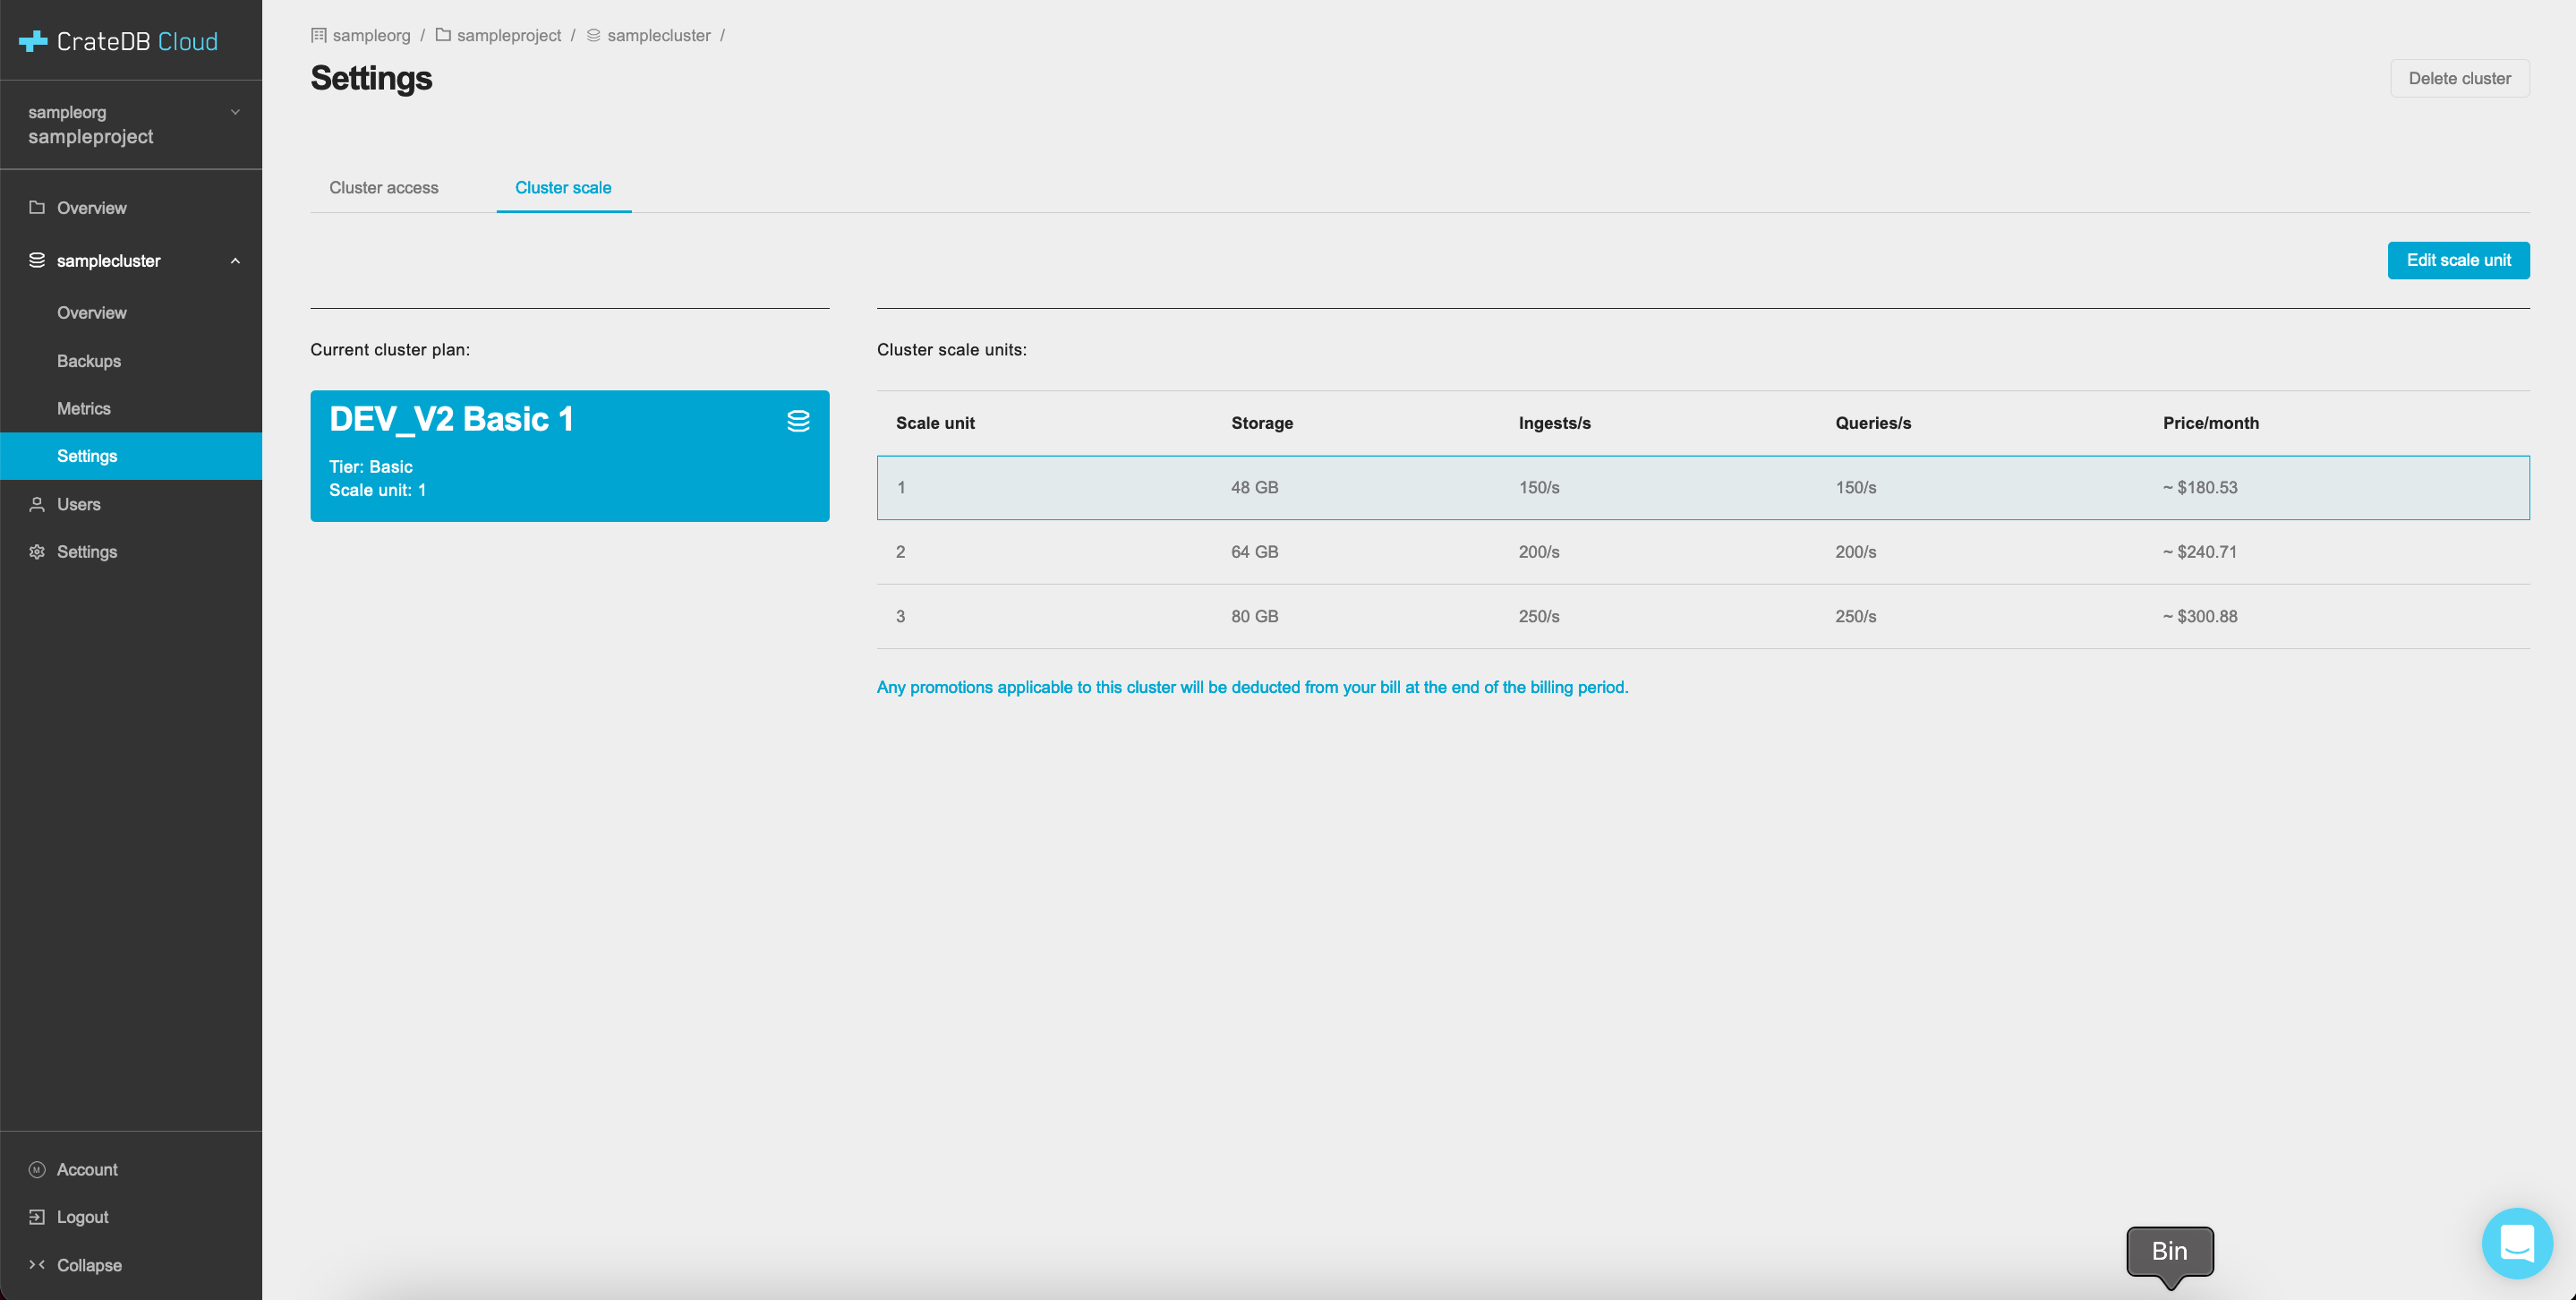 CrateDB Cloud
sampleorg
sampleproject
Overview
samplecluster
Overview
Backups
Metrics
Settings
Users
Settings
Account
Logout
Collapse
sampleorg / sampleproject / samplecluster /
Settings
Delete cluster
Cluster access
Cluster scale
Edit scale unit
Current cluster plan:
DEV_V2 Basic 1
Tier: Basic
Scale unit: 1
Cluster scale units:
Scale unit Storage Ingests/s Queries/s Price/month
1 48 GB 150/s 150/s ~ $180.53
2 64 GB 200/s 200/s ~ $240.71
3 80 GB 250/s 250/s ~ $300.88
Any promotions applicable to this cluster will be deducted from your bill at the end of the billing period.
Bin